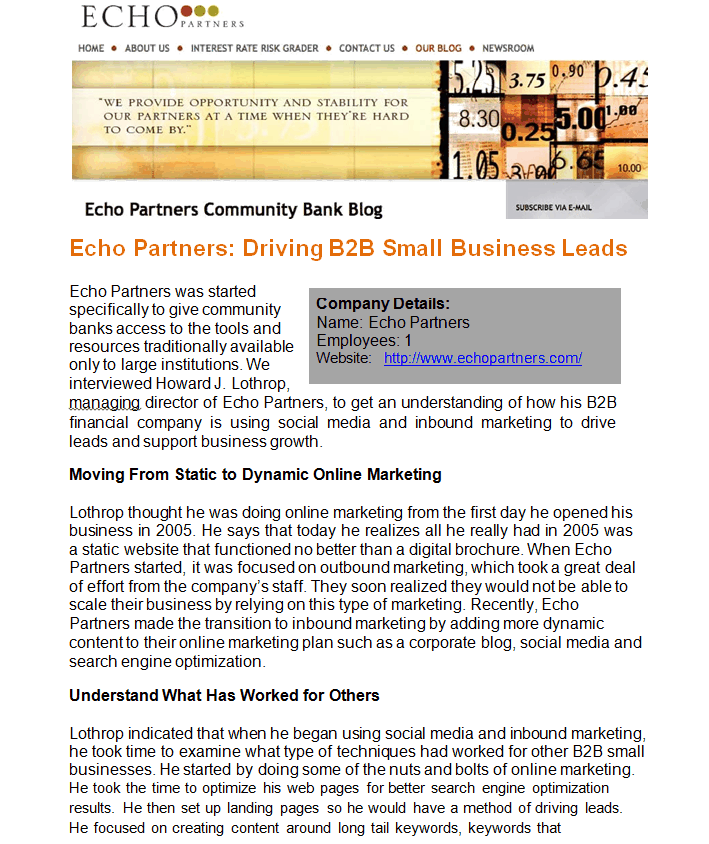 ECHO PARTNERS
HOME • ABOUT US • INTEREST RATE RISK GRADER • CONTACT US • OUR BLOG • NEWSROOM
"WE PROVIDE OPPORTUNITY AND STABILITY FOR
OUR PARTNERS AT A TIME WHEN THEY'RE HARD
TO COME BY."
5.25 3.75 0.90 0.45
8.30 0.25 5.00 1.00
1.05 6.65 10.00
Echo Partners Community Bank Blog
SUBSCRIBE VIA E-MAIL
Echo Partners: Driving B2B Small Business Leads
Echo Partners was started
specifically to give community
banks access to the tools and
resources traditionally available
only to large institutions. We
interviewed Howard J. Lothrop,
Company Details:
Name: Echo Partners
Employees: 1
Website: http://www.echopartners.com/
managing director of Echo Partners, to get an understanding of how his B2B
financial company is using social media and inbound marketing to drive
leads and support business growth.
Moving From Static to Dynamic Online Marketing
Lothrop thought he was doing online marketing from the first day he opened his
business in 2005. He says that today he realizes all he really had in 2005 was
a static website that functioned no better than a digital brochure. When Echo
Partners started, it was focused on outbound marketing, which took a great deal
of effort from the company's staff. They soon realized they would not be able to
scale their business by relying on this type of marketing. Recently, Echo
Partners made the transition to inbound marketing by adding more dynamic
content to their online marketing plan such as a corporate blog, social media and
search engine optimization.
Understand What Has Worked for Others
Lothrop indicated that when he began using social media and inbound marketing,
he took time to examine what type of techniques had worked for other B2B small
businesses. He started by doing some of the nuts and bolts of online marketing.
He took the time to optimize his web pages for better search engine optimization
results. He then set up landing pages so he would have a method of driving leads.
He focused on creating content around long tail keywords, keywords that